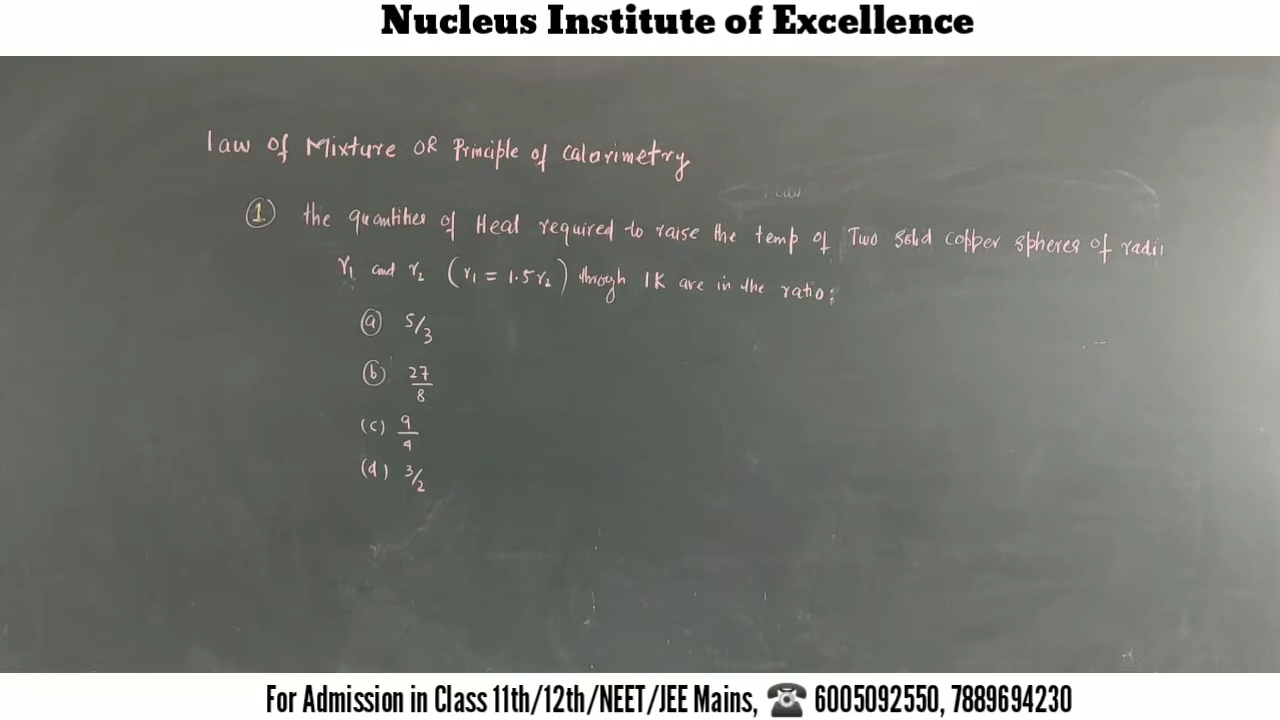 Nucleus Institute of Excellence
law of Mixture OR Principle of Calorimetry
law
1 the quantities of Heat required to raise the temp of Two solid copper spheres of radii
r1 and r2 (r1 = 1.5r2) through 1K are in the ratio:
(a) 5/3
(b) 27/8
(c) 9/4
(d) 3/2
For Admission in Class 11th/12th/NEET/JEE Mains, ☎ 6005092550, 7889694230